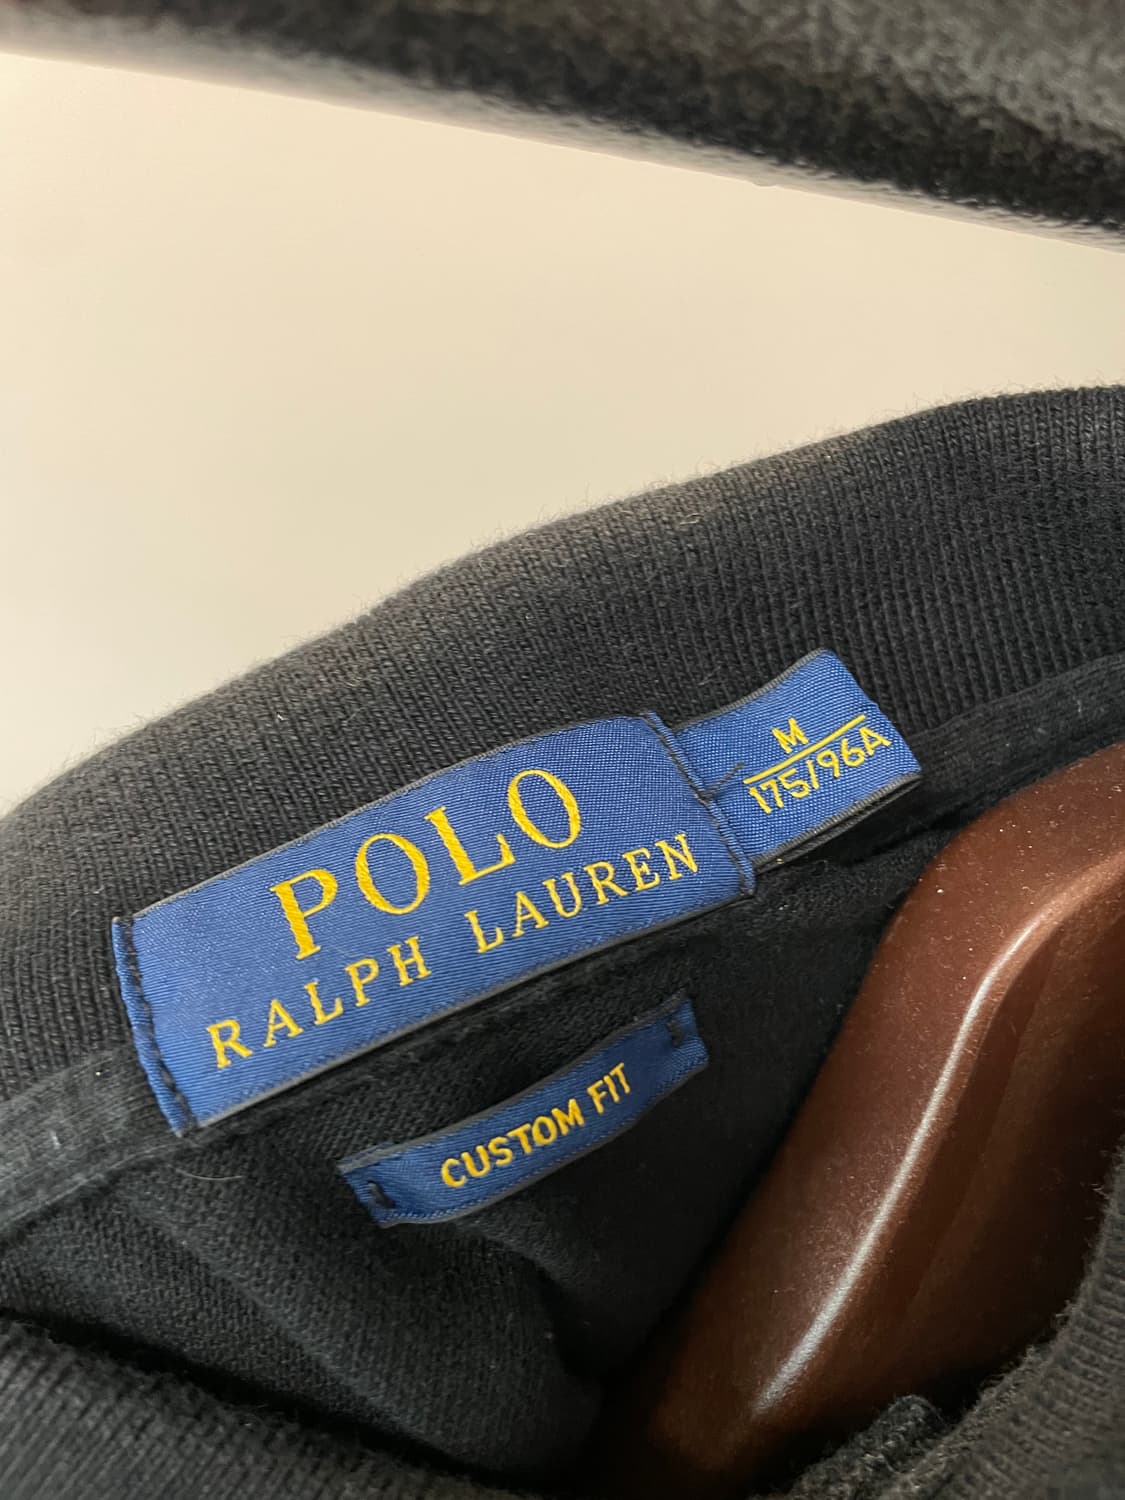 POLO
RALPH LAUREN
M
175/96A
CUSTOM FIT